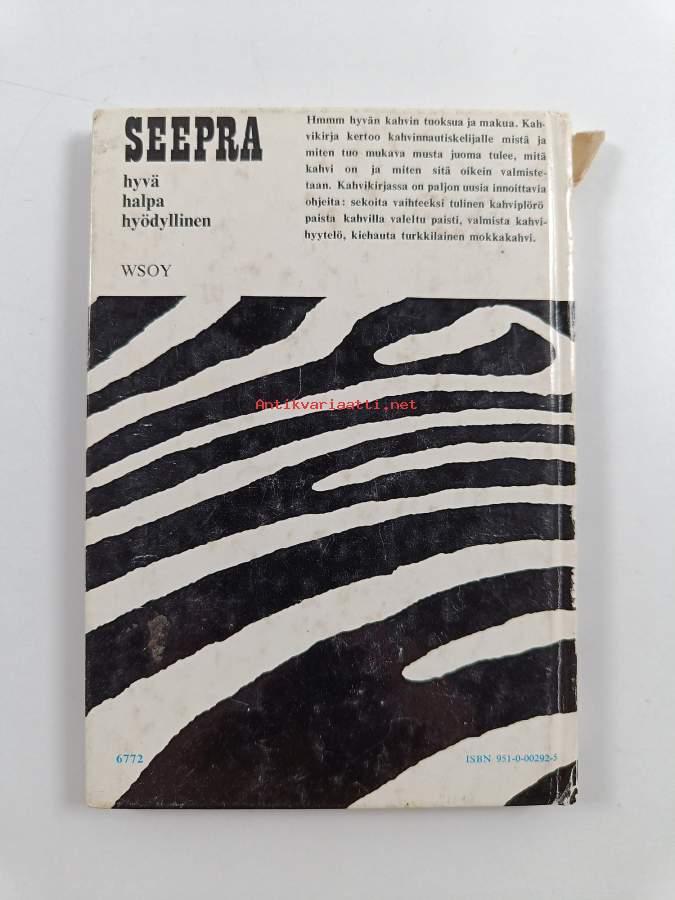 SEEPRA
hyvä
halpa
hyödyllinen
WSOY
Hmmm hyvän kahvin tuoksua ja makua. Kah-
vikirja kertoo kahvinnautiskelijalle mistä ja
miten tuo mukava musta juoma tulee, mitä
kahvi on ja miten sitä oikein valmiste-
taan. Kahvikirjassa on paljon uusia innoittavia
ohjeita: sekoita vaihteeksi tulinen kahviplörö
paista kahvilla valeltu paisti, valmista kahvi-
hyytelö, kiehauta turkkilainen mokkakahvi.
Antikvariaatti.net
6772
ISBN 951-0-00292-5